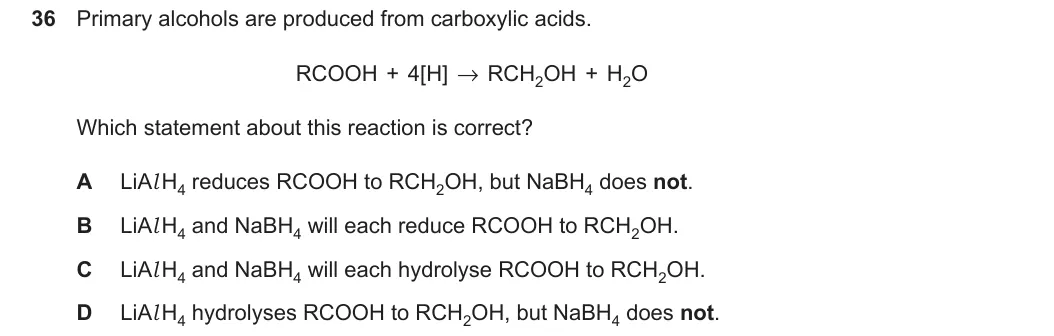 36 Primary alcohols are produced from carboxylic acids.
RCOOH + 4[H] → RCH₂OH + H₂O
Which statement about this reaction is correct?
A LiAlH₄ reduces RCOOH to RCH₂OH, but NaBH₄ does not.
B LiAlH₄ and NaBH₄ will each reduce RCOOH to RCH₂OH.
C LiAlH₄ and NaBH₄ will each hydrolyse RCOOH to RCH₂OH.
D LiAlH₄ hydrolyses RCOOH to RCH₂OH, but NaBH₄ does not.